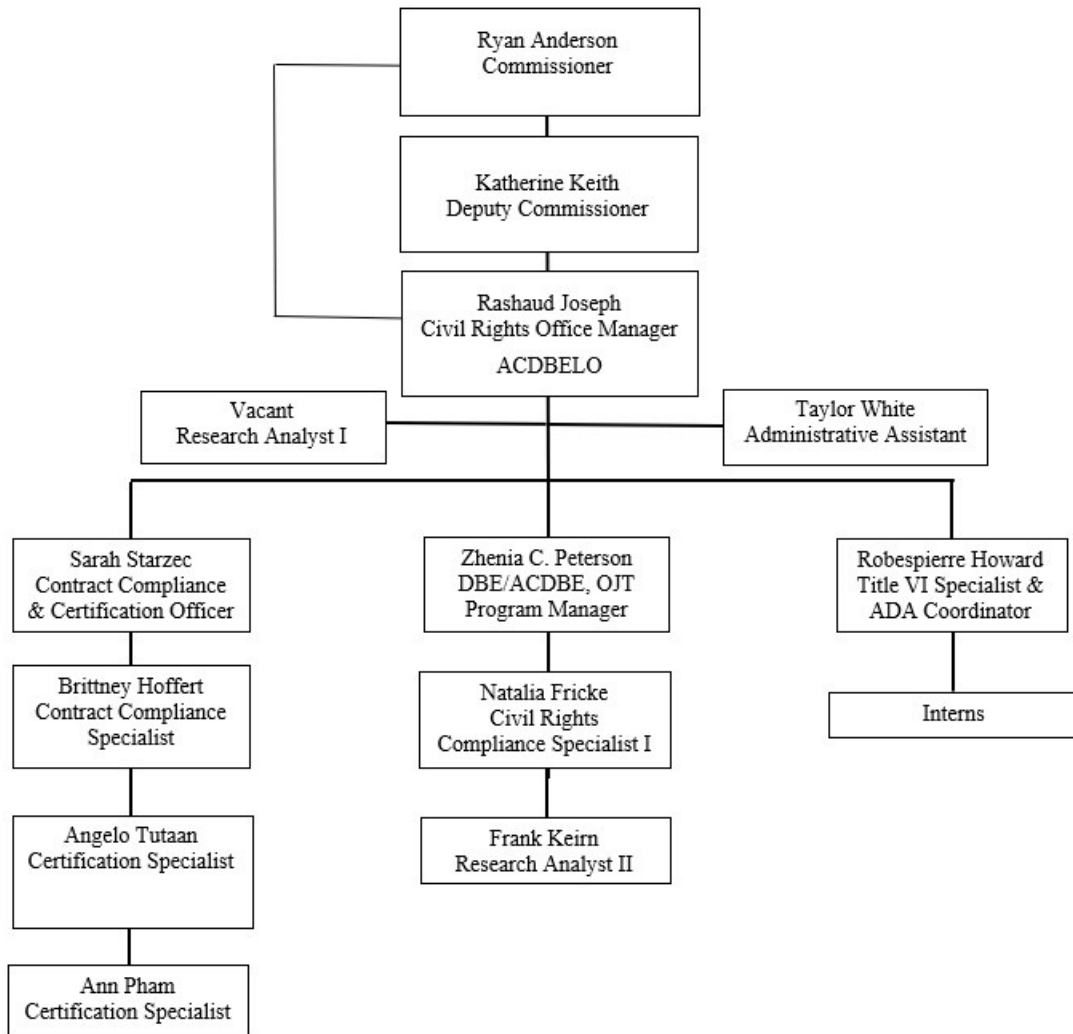 Ryan Anderson
Commissioner
Katherine Keith
Deputy Commissioner
Rashaud Joseph
Civil Rights Office Manager
ACDBELO
Vacant
Research Analyst I
Taylor White
Administrative Assistant
Sarah Starzec
Contract Compliance
& Certification Officer
Zhenia C. Peterson
DBE/ACDBE, OJT
Program Manager
Robespierre Howard
Title VI Specialist &
ADA Coordinator
Brittney Hoffert
Contract Compliance
Specialist
Natalia Fricke
Civil Rights
Compliance Specialist I
Interns
Angelo Tutaan
Certification Specialist
Frank Keirn
Research Analyst II
Ann Pham
Certification Specialist